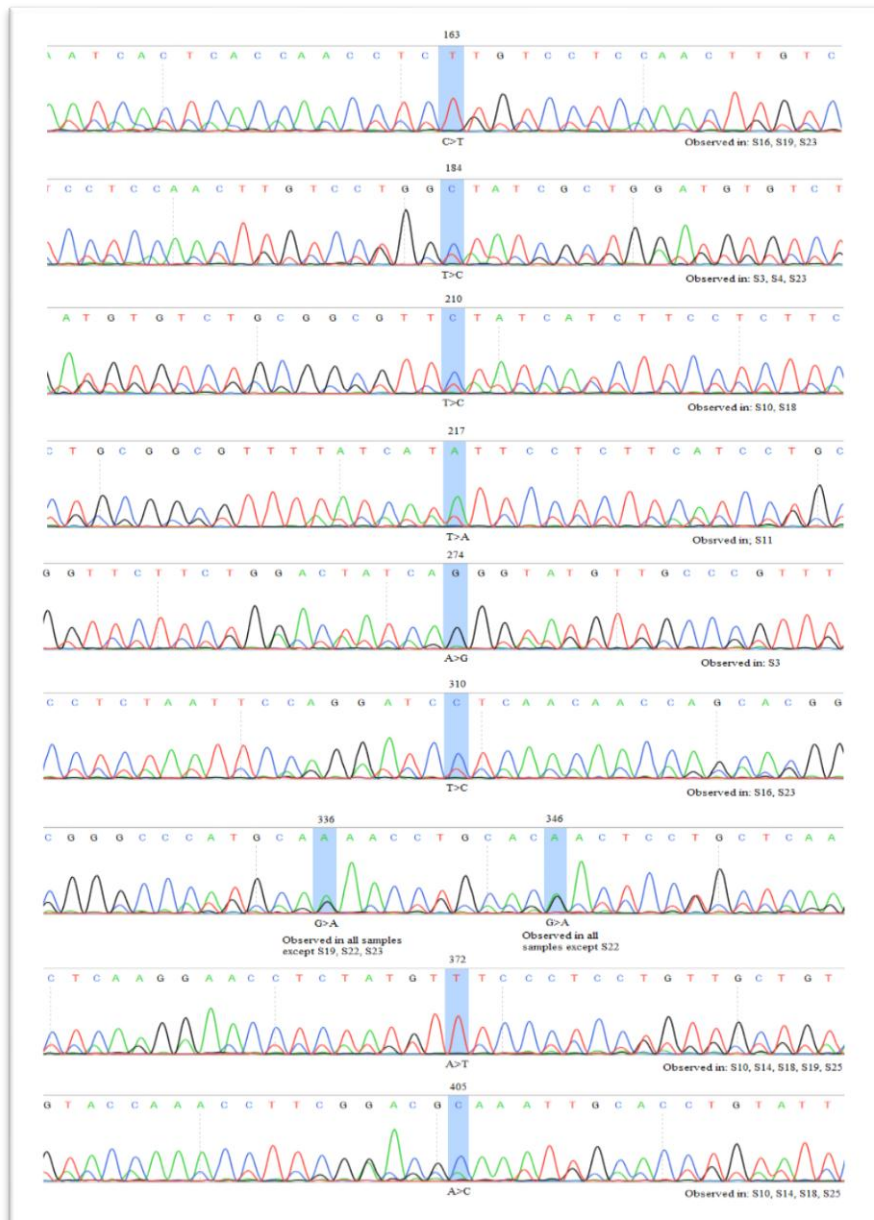 163
A A T C A C T C A C C A A C C T C T T G T C C T C C A A C T T G T C
C>T
Observed in: S16, S19, S23
184
T C C T C C A A C T T G T C C T G G C T A T C G C T G G A T G T G T C T
T>C
Observed in: S3, S4, S23
210
A T G T G T C T G C G G C G T T C T A T C A T C T T C C T C T T C
T>C
Observed in: S10, S18
217
C T G C G G C G T T T T A T C A T A T T C C T C T T C A T C C T G C
T>A
Observed in; S11
274
G G T T C T T C T G G A C T A T C A G G G T A T G T T G C C C G T T T
A>G
Observed in: S3
310
C C T C T A A T T C C A G G A T C C T C A A C A A C C A G C A C G G
T>C
Observed in: S16, S23
336 346
C G G G C C C A T G C A A A A C C T G C A C A A C T C C T G C T C A A
G>A G>A
Observed in all samples except S19, S22, S23
Observed in all samples except S22
372
C T C A A G G A A C C T C T A T G T T T C C C T C C T G T T G C T G T
A>T
Observed in: S10, S14, S18, S19, S25
405
G T A C C A A A C C T T C G G A C G C A A A T T G C A C C T G T A T T
A>C
Observed in: S10, S14, S18, S25